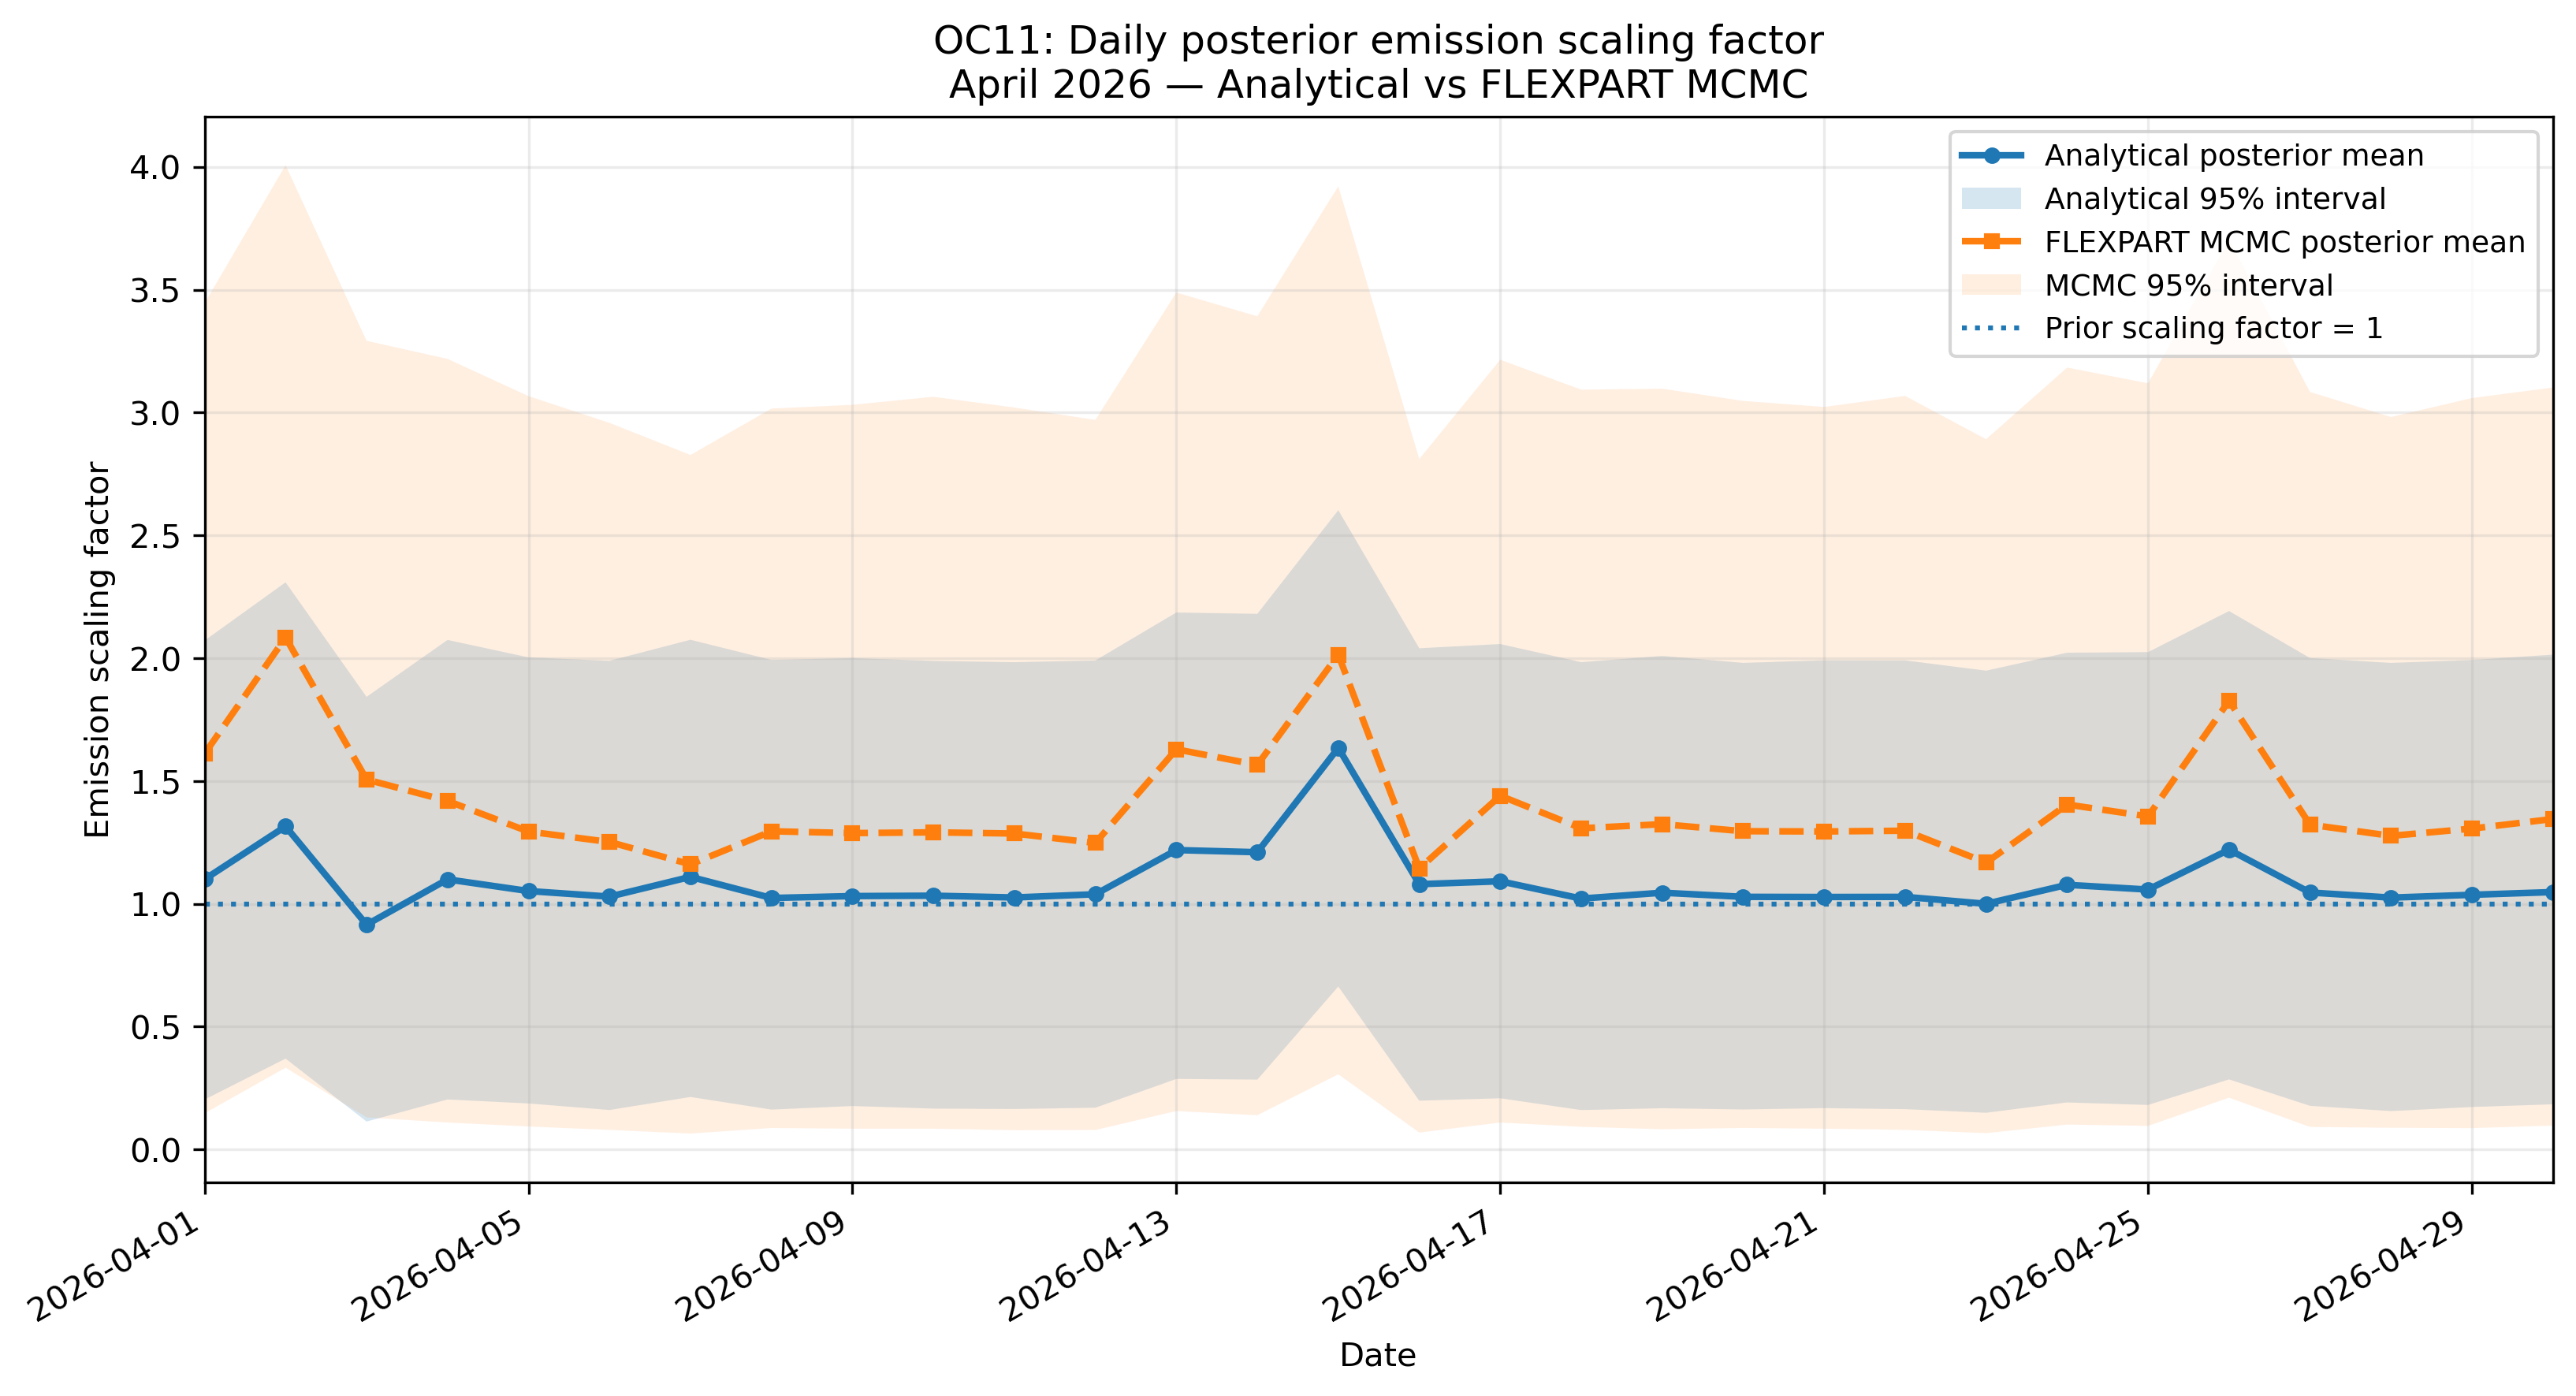 OC11: Daily posterior emission scaling factor
April 2026 — Analytical vs FLEXPART MCMC
Analytical posterior mean
Analytical 95% interval
FLEXPART MCMC posterior mean
MCMC 95% interval
Prior scaling factor = 1
Emission scaling factor
4.0
3.5
3.0
2.5
2.0
1.5
1.0
0.5
0.0
2026-04-01
2026-04-05
2026-04-09
2026-04-13
2026-04-17
2026-04-21
2026-04-25
2026-04-29
Date